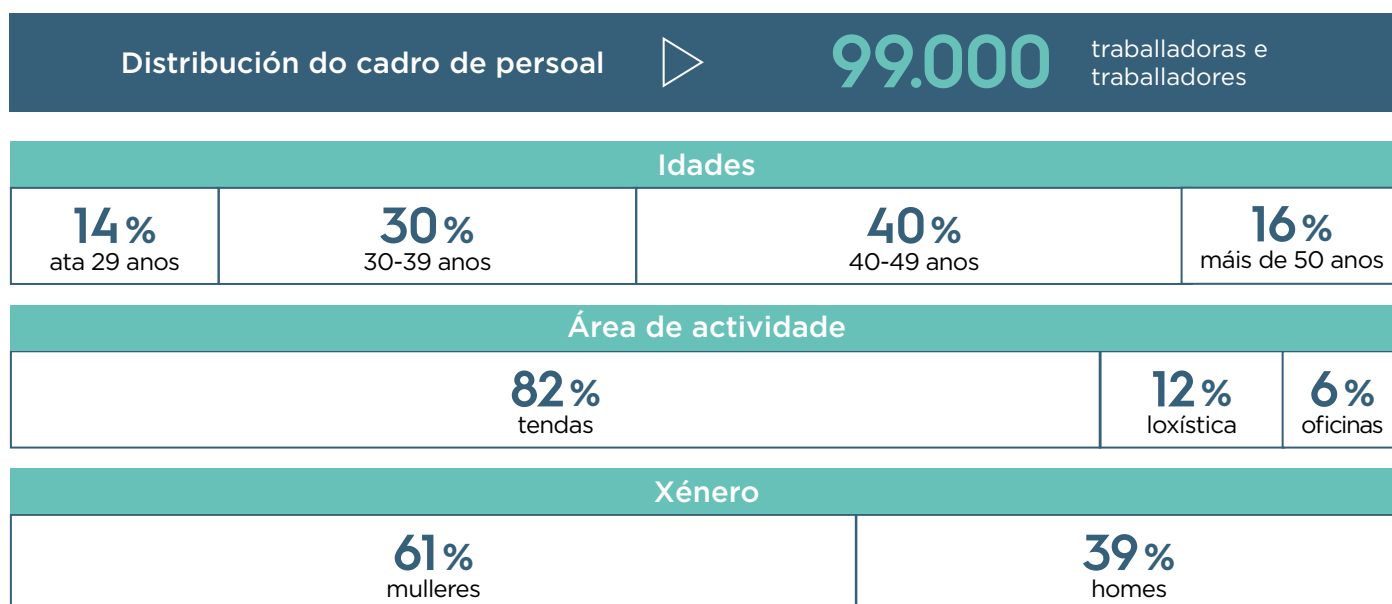 Distribución do cadro de persoal
99.000
traballadoras e
traballadores
Idades
14 %
ata 29 anos
30 %
30-39 anos
40 %
40-49 anos
16 %
máis de 50 anos
Área de actividade
82 %
tendas
12 %
loxística
6 %
oficinas
Xénero
61 %
mulleres
39 %
homes